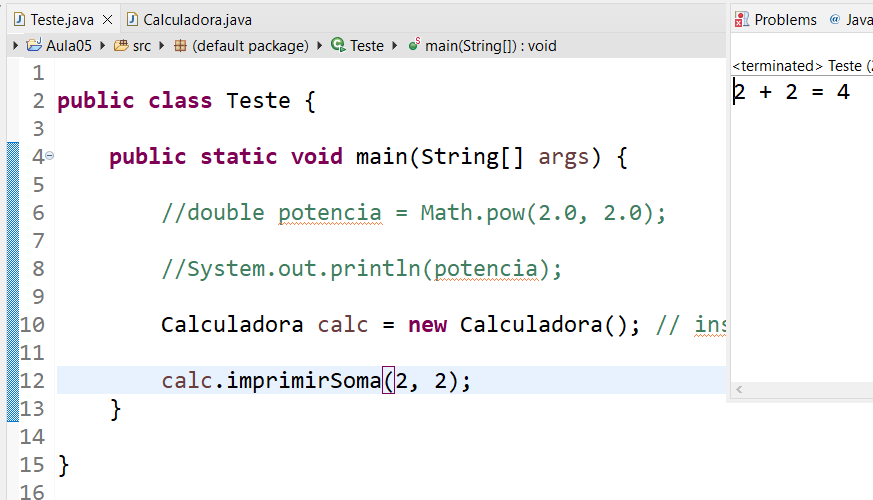 Teste.java Calculadora.java
Aula05 src (default package) Teste main(String[]) : void
1
2 public class Teste {
3
4 public static void main(String[] args) {
5
6 //double potencia = Math.pow(2.0, 2.0);
7
8 //System.out.println(potencia);
9
10 Calculadora calc = new Calculadora(); // ins
11
12 calc.imprimirSoma(2, 2);
13 }
14
15 }
16
Problems @ Java
<terminated> Teste (
2 + 2 = 4